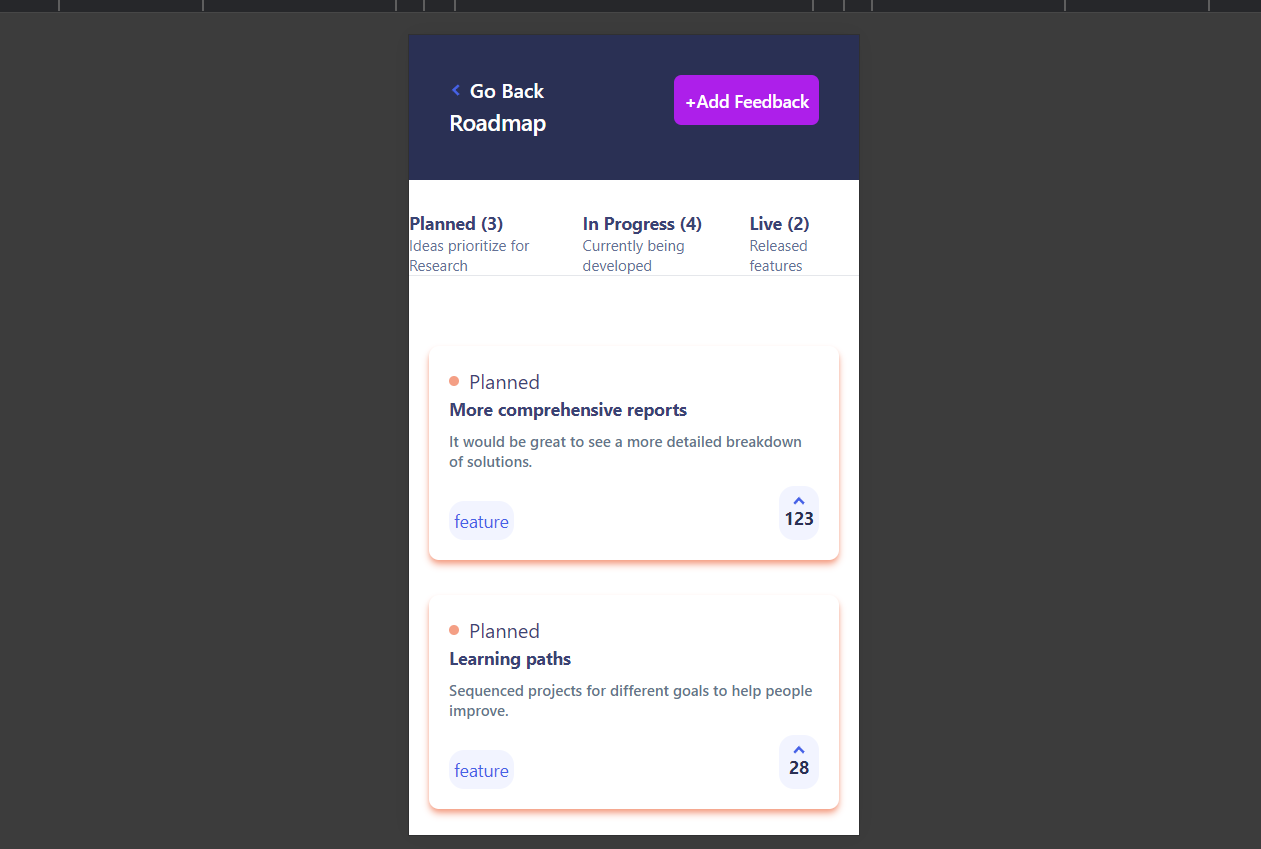 Go Back
Roadmap
+Add Feedback
Planned (3)
Ideas prioritize for
Research
In Progress (4)
Currently being
developed
Live (2)
Released
features
Planned
More comprehensive reports
It would be great to see a more detailed breakdown
of solutions.
feature
123
Planned
Learning paths
Sequenced projects for different goals to help people
improve.
feature
28